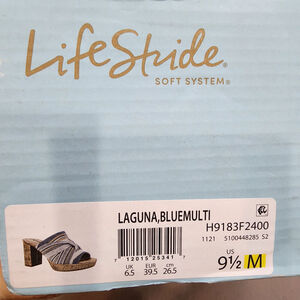 LifeStride®
SOFT SYSTEM®
LAGUNA,BLUEMULTI
H9183F2400
1121 5100448285 S2
7 12015 25341 7
UK EUR cm
6.5 39.5 26.5
US
9½ M